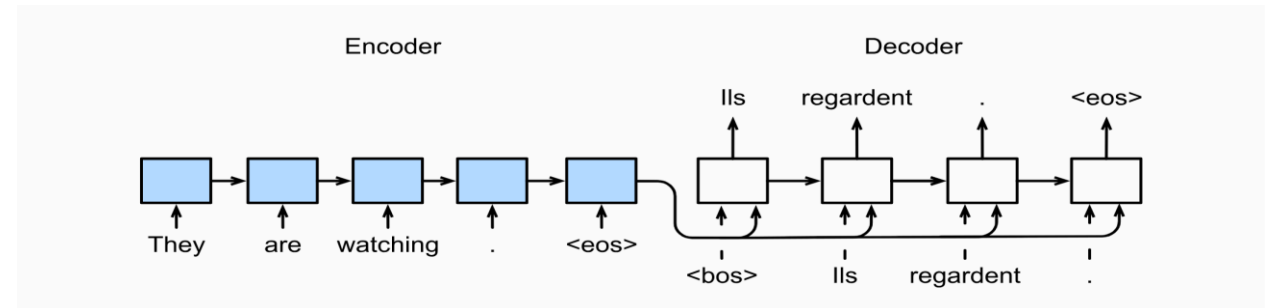 Encoder Decoder
Ils regardent . <eos>
They are watching . <eos>
<bos> Ils regardent .